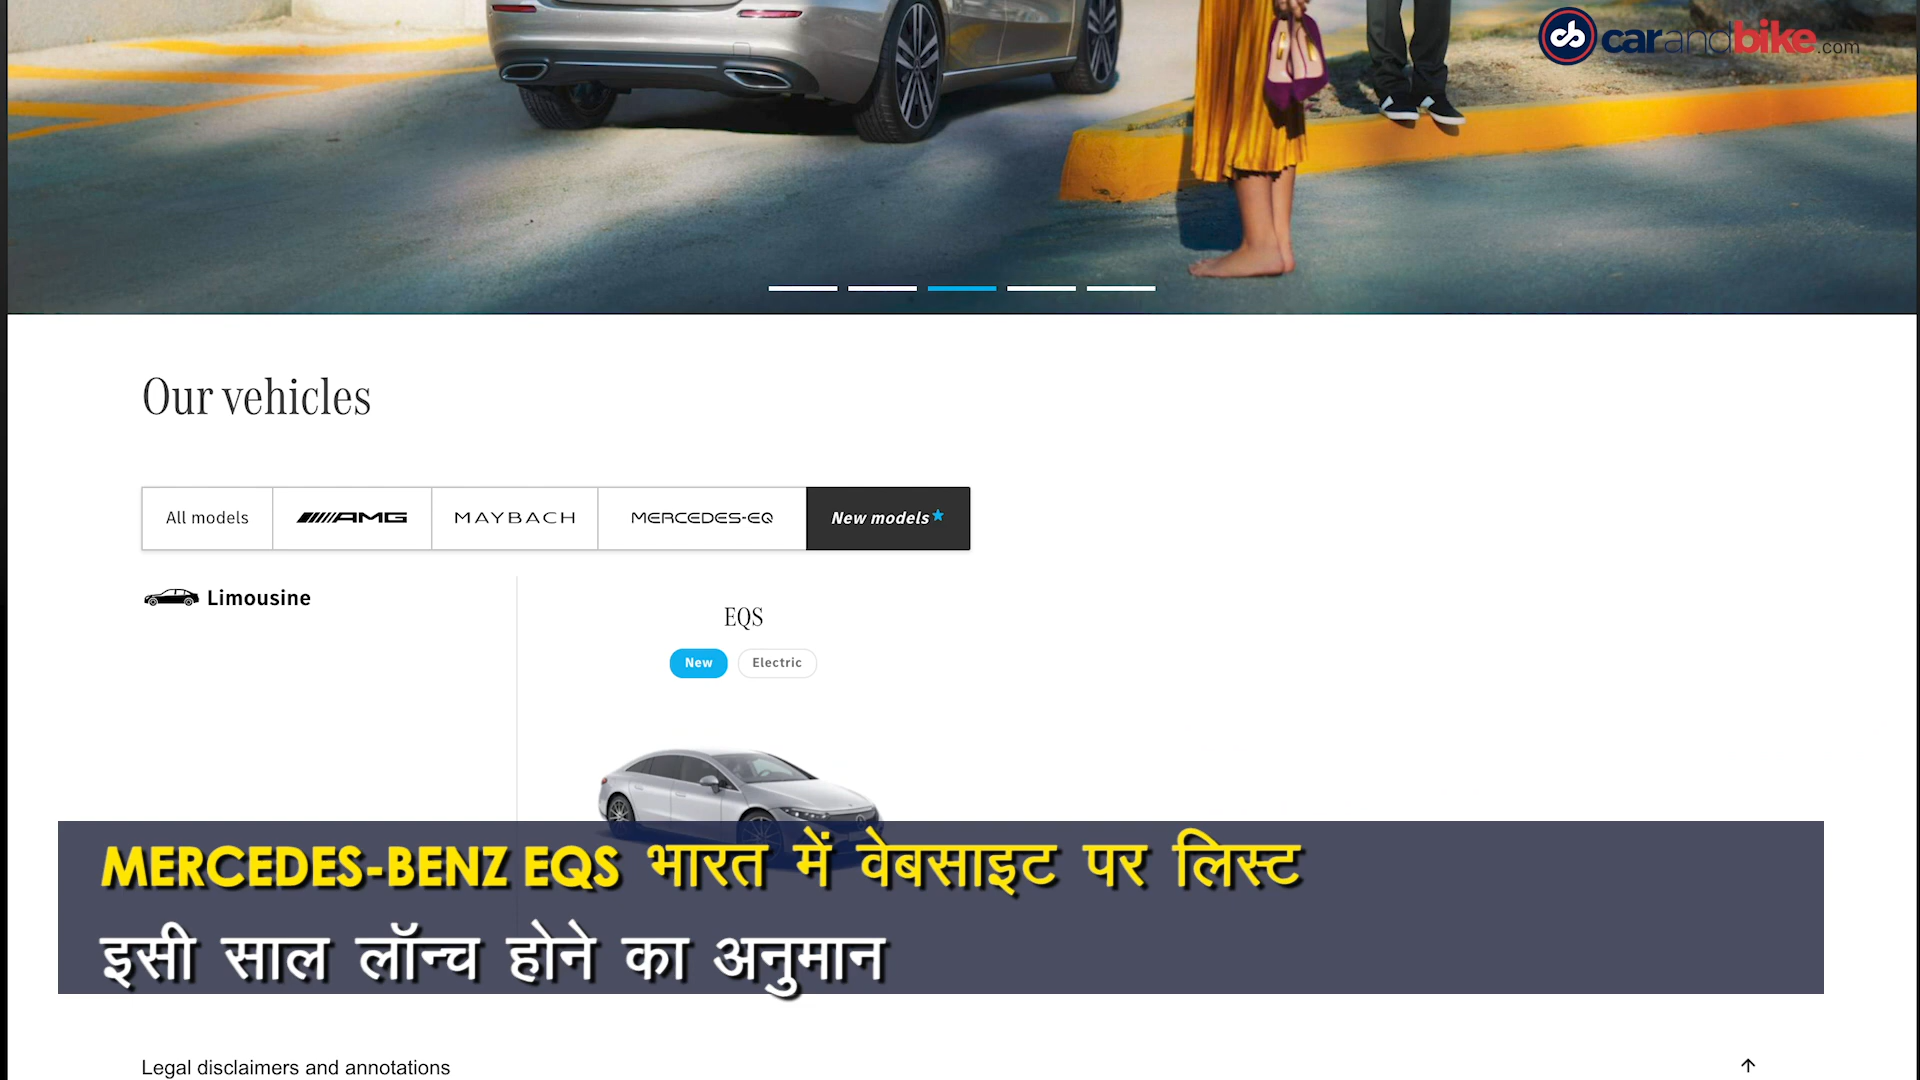 carandbike.com
Our vehicles
All models AMG MAYBACH MERCEDES-EQ New models
Limousine
EQS
New Electric
MERCEDES-BENZ EQS भारत में वेबसाइट पर लिस्ट
इसी साल लॉन्च होने का अनुमान
Legal disclaimers and annotations